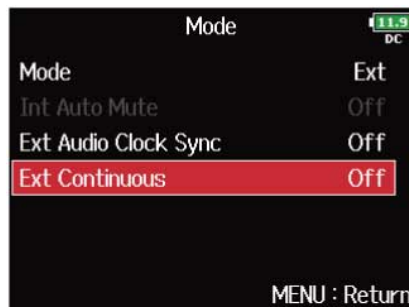 Mode
11.9
DC
Mode Ext
Int Auto Mute Off
Ext Audio Clock Sync Off
Ext Continuous Off
MENU : Return